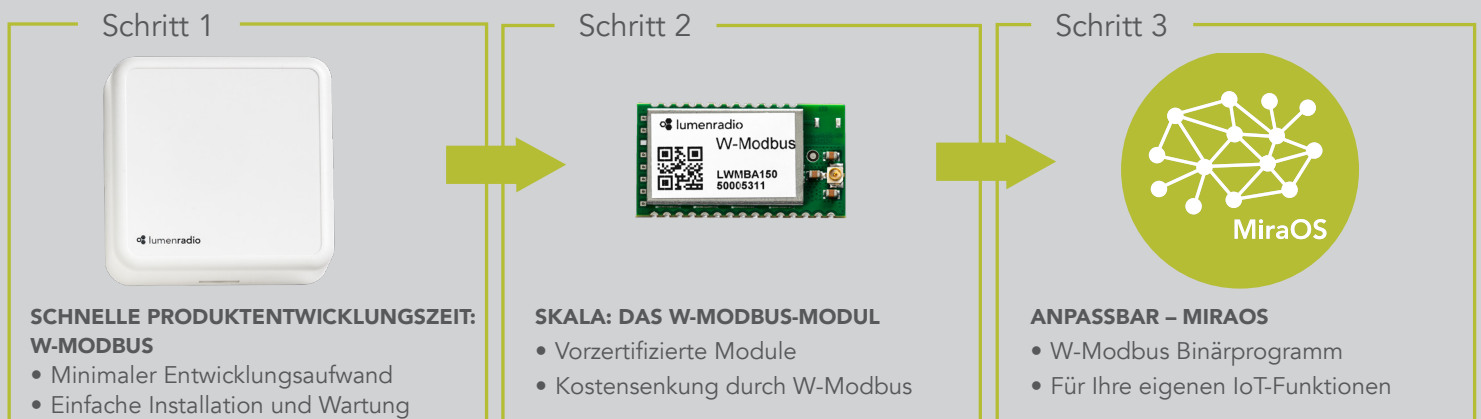 Schritt 1
lumenradio
SCHNELLE PRODUKTENTWICKLUNGSZEIT:
W-MODBUS
• Minimaler Entwicklungsaufwand
• Einfache Installation und Wartung
Schritt 2
lumenradio
W-Modbus
LWMBA150
50005311
SKALA: DAS W-MODBUS-MODUL
• Vorzertifizierte Module
• Kostensenkung durch W-Modbus
Schritt 3
MiraOS
ANPASSBAR – MIRAOS
• W-Modbus Binärprogramm
• Für Ihre eigenen IoT-Funktionen